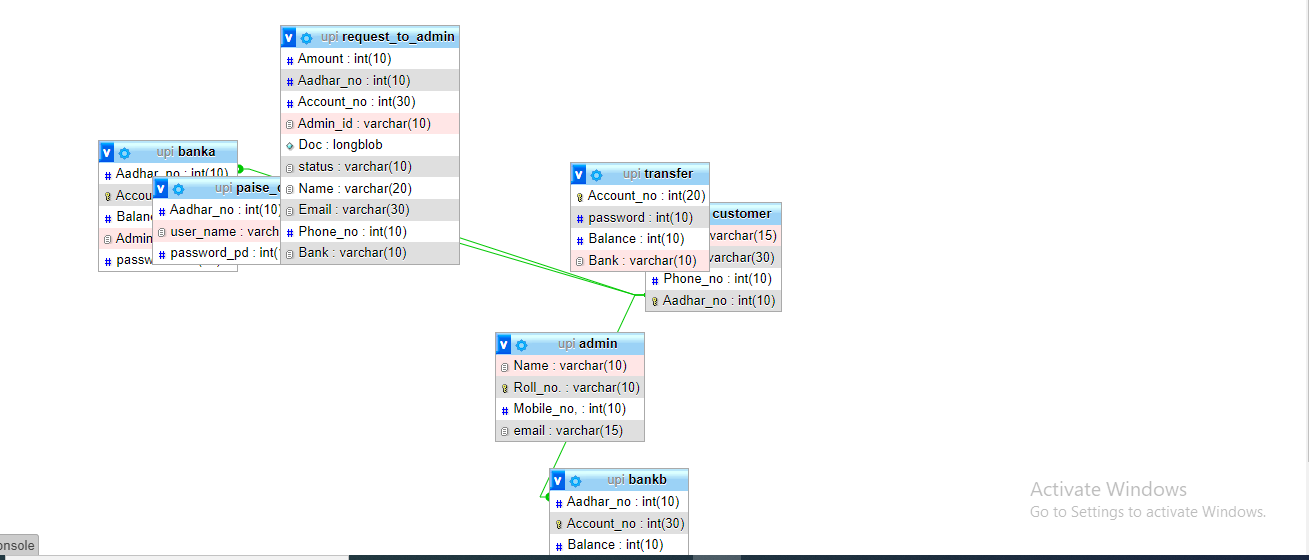 upi request_to_admin
Amount : int(10)
Aadhar_no : int(10)
Account_no : int(30)
Admin_id : varchar(10)
Doc : longblob
status : varchar(10)
Name : varchar(20)
Email : varchar(30)
Phone_no : int(10)
Bank : varchar(10)
upi banka
Aadhar_no : int(10)
Accou
Balan
Admin
passw
upi paise_
Aadhar_no : int(10)
user_name : varch
password_pd : int(
upi transfer
Account_no : int(20)
password : int(10)
Balance : int(10)
Bank : varchar(10)
customer
varchar(15)
varchar(30)
Phone_no : int(10)
Aadhar_no : int(10)
upi admin
Name : varchar(10)
Roll_no. : varchar(10)
Mobile_no, : int(10)
email : varchar(15)
upi bankb
Aadhar_no : int(10)
Account_no : int(30)
Balance : int(10)
Activate Windows
Go to Settings to activate Windows.
onsole